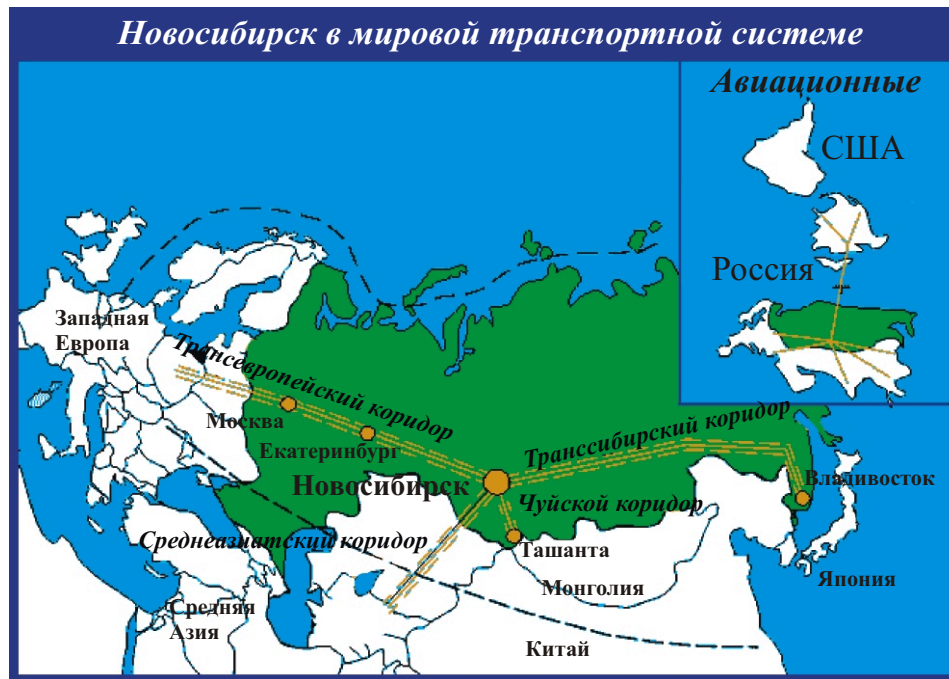 Новосибирск в мировой транспортной системе
Авиационные
США
Россия
Западная
Европа
Трансевропейский коридор
Москва
Екатеринбург
Новосибирск
Транссибирский коридор
Владивосток
Чуйской коридор
Среднеазиатский коридор
Ташанта
Япония
Монголия
Средняя
Азия
Китай